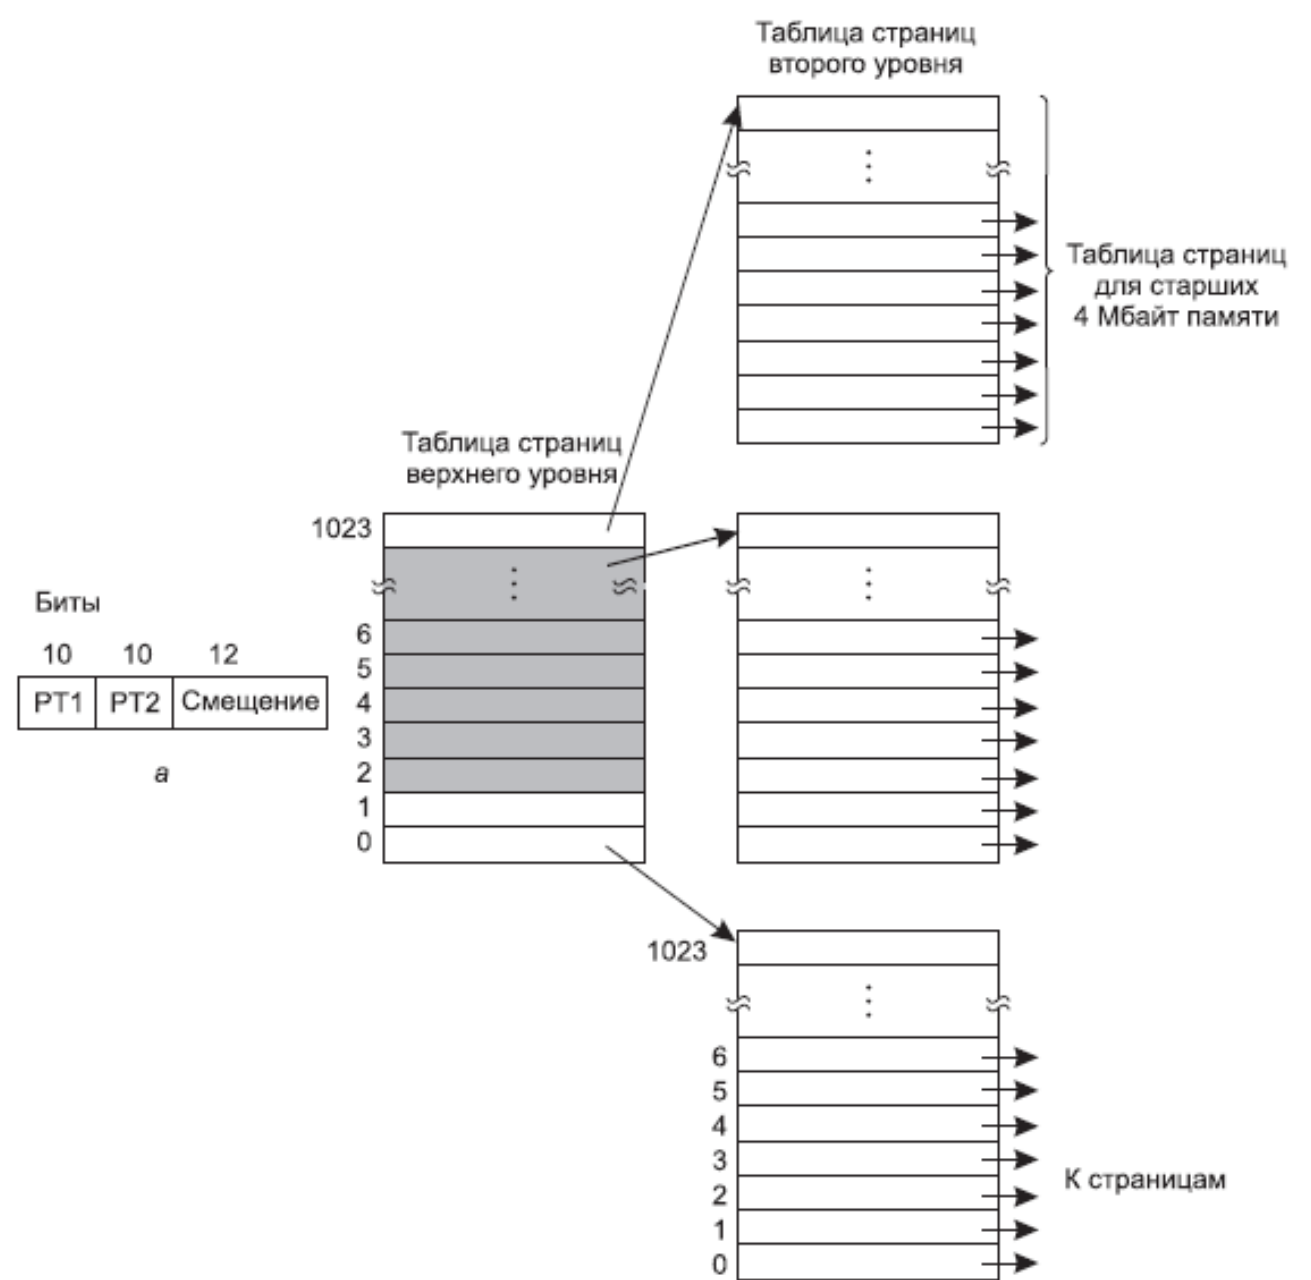 Таблица страниц
второго уровня
Таблица страниц
для старших
4 Мбайт памяти
Таблица страниц
верхнего уровня
1023
6
5
4
3
2
1
0
Биты
10 10 12
PT1 PT2 Смещение
а
1023
6
5
4
3
2
1
0
К страницам